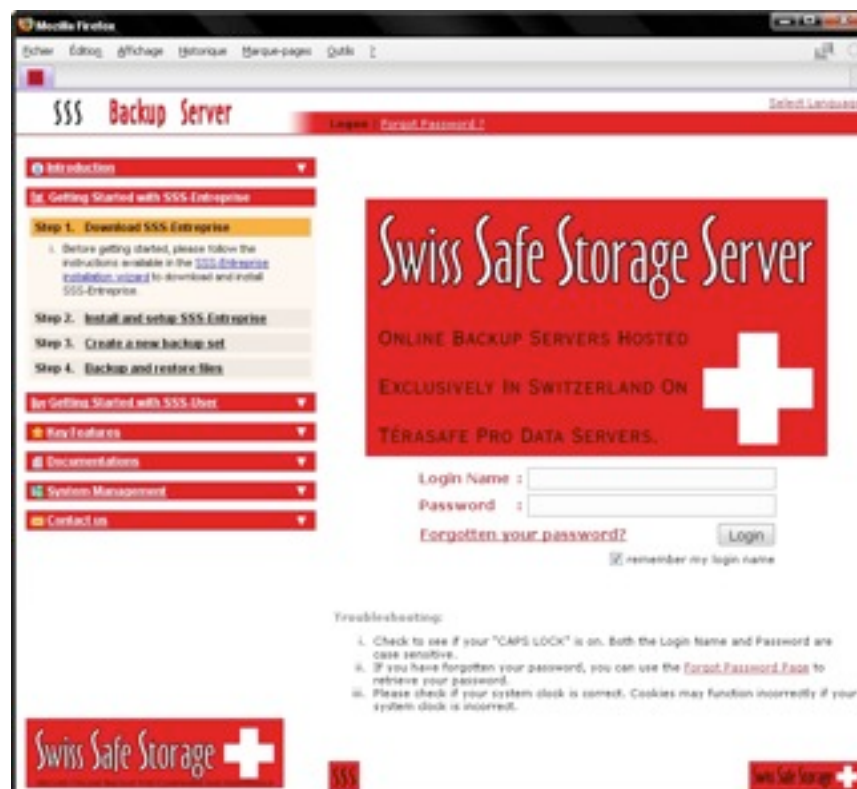 Mozilla Firefox
Fichier Édition Affichage Historique Marque-pages Outils ?
SSS Backup Server
Select Language
Logon | Forgot Password ?
Introduction
Getting Started with SSS-Entreprise
Step 1. Download SSS-Entreprise
i. Before getting started, please follow the
instructions available in the SSS-Entreprise
installation wizard to download and install
SSS-Entreprise.
Step 2. Install and setup SSS-Entreprise
Step 3. Create a new backup set
Step 4. Backup and restore files
Getting Started with SSS-User
Key Features
Documentations
System Management
Contact us
Swiss Safe Storage Server
ONLINE BACKUP SERVERS HOSTED
EXCLUSIVELY IN SWITZERLAND ON
TÉRASAFE PRO DATA SERVERS.
Login Name :
Password :
Forgotten your password?
Login
remember my login name
Troubleshooting:
i. Check to see if your "CAPS LOCK" is on. Both the Login Name and Password are
case sensitive.
ii. If you have forgotten your password, you can use the Forgot Password Page to
retrieve your password.
iii. Please check if your system clock is correct. Cookies may function incorrectly if your
system clock is incorrect.
Swiss Safe Storage
SSS
Swiss Safe Storage